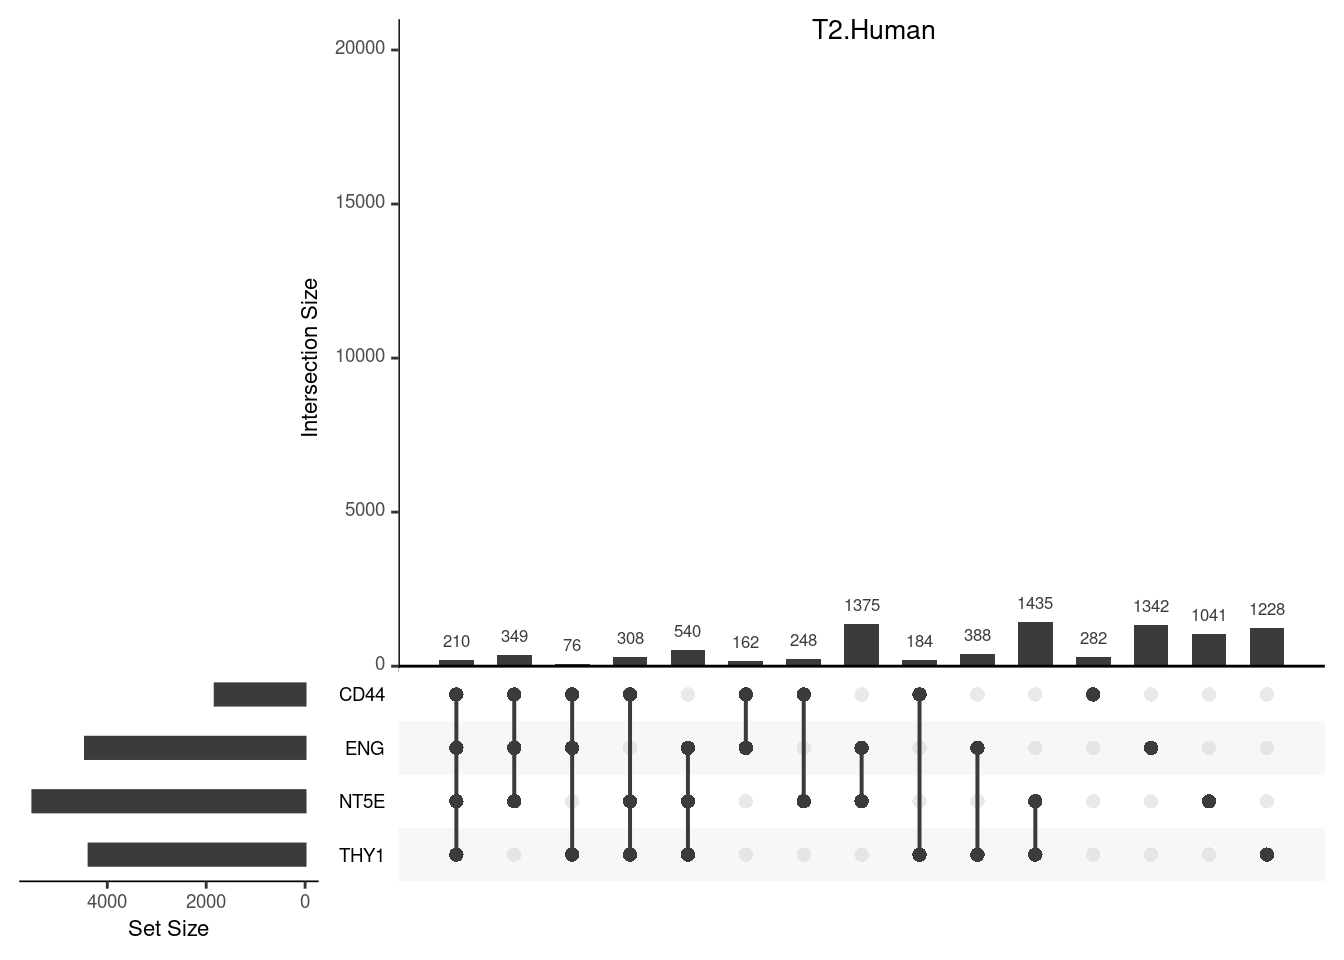 T2.Human
20000
15000
10000
5000
0
Intersection Size
210 349 76 308 540 162 248 1375 184 388 1435 282 1342 1041 1228
CD44
ENG
NT5E
THY1
4000 2000 0
Set Size